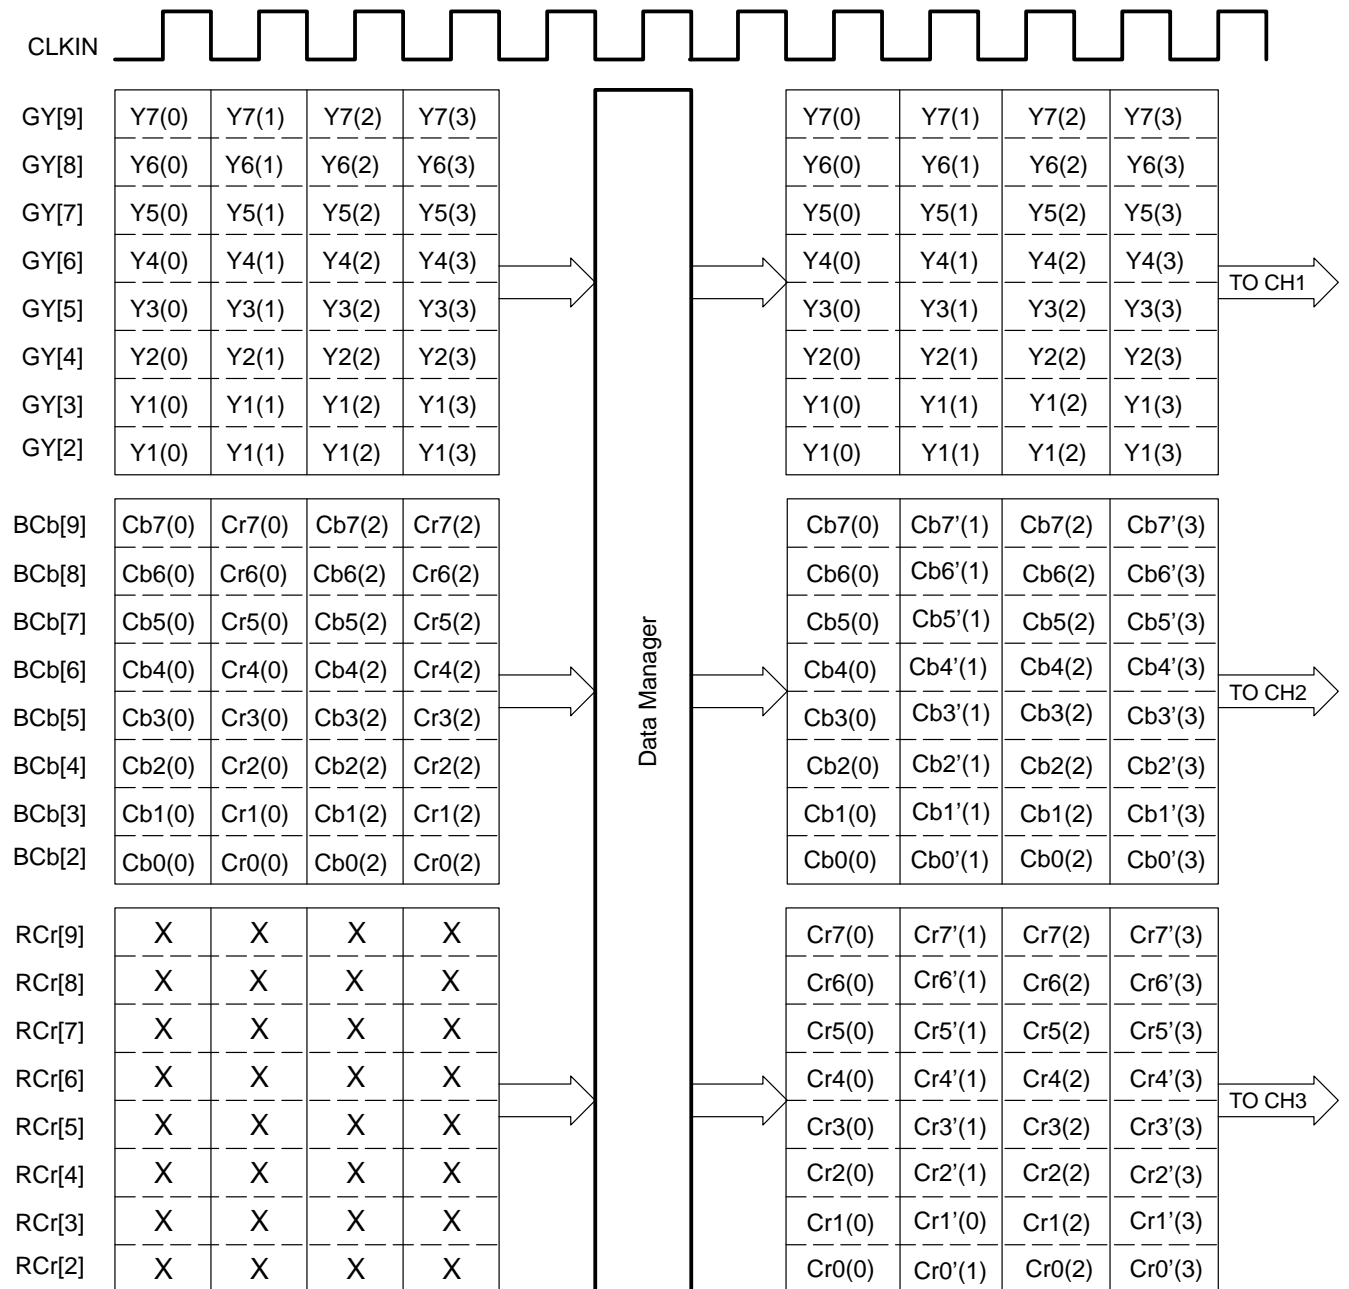 CLKIN
GY[9] Y7(0) Y7(1) Y7(2) Y7(3) Y7(0) Y7(1) Y7(2) Y7(3)
GY[8] Y6(0) Y6(1) Y6(2) Y6(3) Y6(0) Y6(1) Y6(2) Y6(3)
GY[7] Y5(0) Y5(1) Y5(2) Y5(3) Y5(0) Y5(1) Y5(2) Y5(3)
GY[6] Y4(0) Y4(1) Y4(2) Y4(3) Y4(0) Y4(1) Y4(2) Y4(3)
TO CH1
GY[5] Y3(0) Y3(1) Y3(2) Y3(3) Y3(0) Y3(1) Y3(2) Y3(3)
GY[4] Y2(0) Y2(1) Y2(2) Y2(3) Y2(0) Y2(1) Y2(2) Y2(3)
GY[3] Y1(0) Y1(1) Y1(2) Y1(3) Y1(0) Y1(1) Y1(2) Y1(3)
GY[2] Y1(0) Y1(1) Y1(2) Y1(3) Y1(0) Y1(1) Y1(2) Y1(3)
BCb[9] Cb7(0) Cr7(0) Cb7(2) Cr7(2) Cb7(0) Cb7’(1) Cb7(2) Cb7’(3)
BCb[8] Cb6(0) Cr6(0) Cb6(2) Cr6(2) Cb6(0) Cb6’(1) Cb6(2) Cb6’(3)
BCb[7] Cb5(0) Cr5(0) Cb5(2) Cr5(2) Cb5(0) Cb5’(1) Cb5(2) Cb5’(3)
BCb[6] Cb4(0) Cr4(0) Cb4(2) Cr4(2) Cb4(0) Cb4’(1) Cb4(2) Cb4’(3)
Data Manager
TO CH2
BCb[5] Cb3(0) Cr3(0) Cb3(2) Cr3(2) Cb3(0) Cb3’(1) Cb3(2) Cb3’(3)
BCb[4] Cb2(0) Cr2(0) Cb2(2) Cr2(2) Cb2(0) Cb2’(1) Cb2(2) Cb2’(3)
BCb[3] Cb1(0) Cr1(0) Cb1(2) Cr1(2) Cb1(0) Cb1’(1) Cb1(2) Cb1’(3)
BCb[2] Cb0(0) Cr0(0) Cb0(2) Cr0(2) Cb0(0) Cb0’(1) Cb0(2) Cb0’(3)
RCr[9] X X X X Cr7(0) Cr7’(1) Cr7(2) Cr7’(3)
RCr[8] X X X X Cr6(0) Cr6’(1) Cr6(2) Cr6’(3)
RCr[7] X X X X Cr5(0) Cr5’(1) Cr5(2) Cr5’(3)
RCr[6] X X X X Cr4(0) Cr4’(1) Cr4(2) Cr4’(3)
TO CH3
RCr[5] X X X X Cr3(0) Cr3’(1) Cr3(2) Cr3’(3)
RCr[4] X X X X Cr2(0) Cr2’(1) Cr2(2) Cr2’(3)
RCr[3] X X X X Cr1(0) Cr1’(0) Cr1(2) Cr1’(3)
RCr[2] X X X X Cr0(0) Cr0’(1) Cr0(2) Cr0’(3)